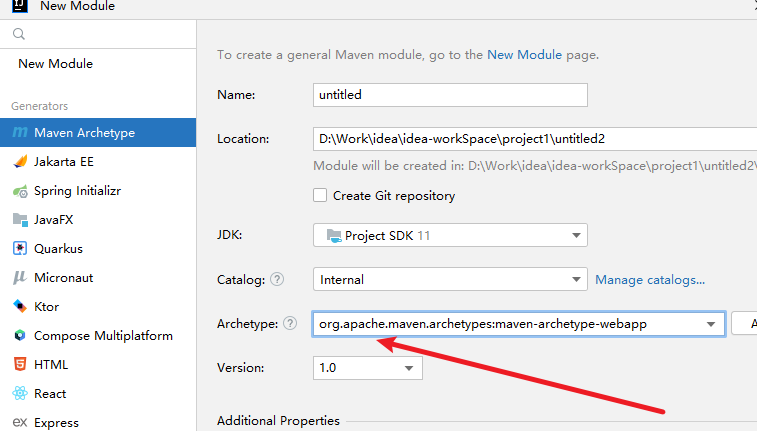 New Module
New Module
Generators
Maven Archetype
Jakarta EE
Spring Initializr
JavaFX
Quarkus
Micronaut
Ktor
Compose Multiplatform
HTML
React
Express
To create a general Maven module, go to the New Module page.
Name: untitled
Location: D:\Work\idea\idea-workSpace\project1\untitled2
Module will be created in: D:\Work\idea\idea-workSpace\project1\untitled2\
Create Git repository
JDK: Project SDK 11
Catalog: Internal Manage catalogs...
Archetype: org.apache.maven.archetypes:maven-archetype-webapp
Version: 1.0
Additional Properties